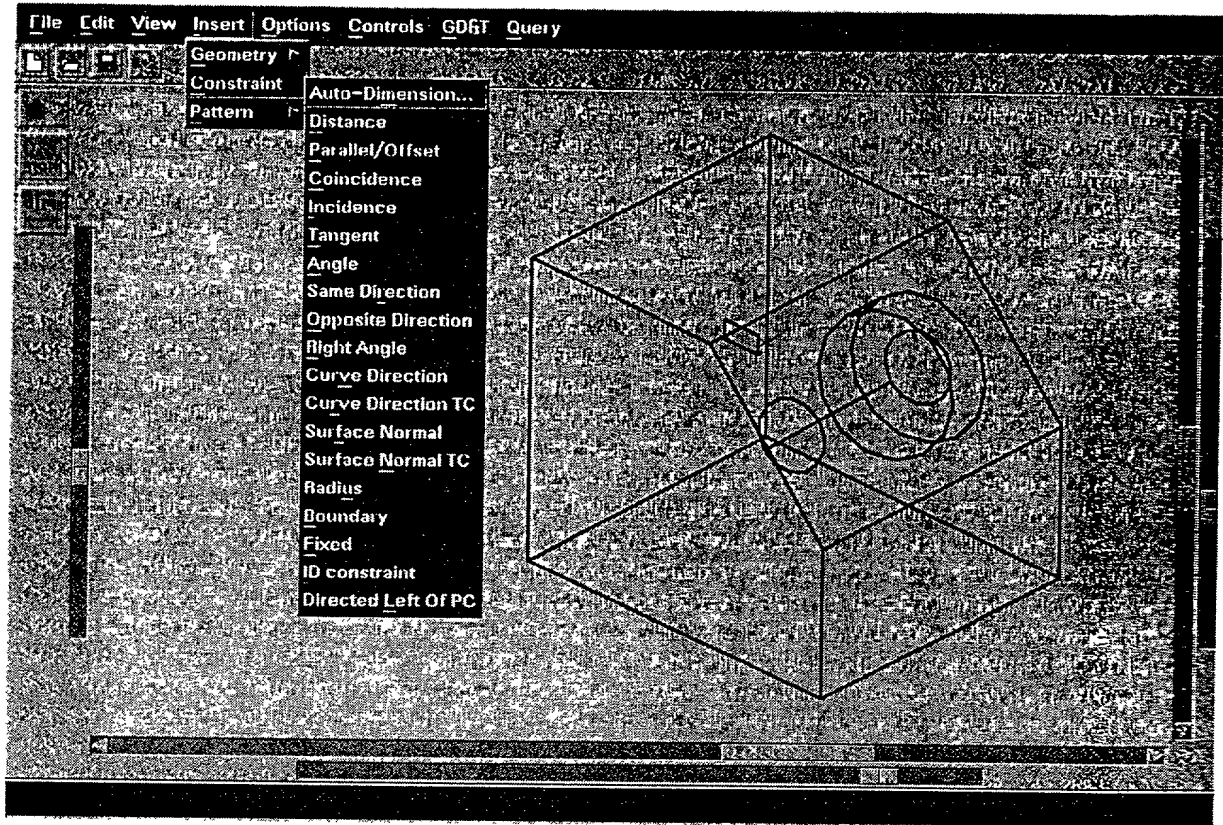 File Edit View Insert Options Controls GD&T Query
Geometry
Constraint
Pattern
Auto-Dimension...
Distance
Parallel/Offset
Coincidence
Incidence
Tangent
Angle
Same Direction
Opposite Direction
Right Angle
Curve Direction
Curve Direction TC
Surface Normal
Surface Normal TC
Radius
Boundary
Fixed
ID constraint
Directed Left Of PC